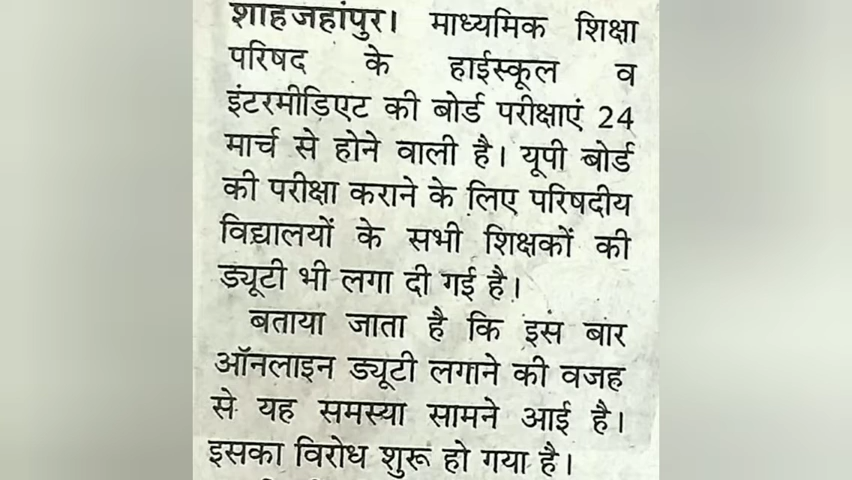 शाहजहांपुर। माध्यमिक शिक्षा
परिषद के हाईस्कूल व
इंटरमीडिएट की बोर्ड परीक्षाएं 24
मार्च से होने वाली है। यूपी बोर्ड
की परीक्षा कराने के लिए परिषदीय
विद्यालयों के सभी शिक्षकों की
ड्यूटी भी लगा दी गई है।
बताया जाता है कि इस बार
ऑनलाइन ड्यूटी लगाने की वजह
से यह समस्या सामने आई है।
इसका विरोध शुरू हो गया है।